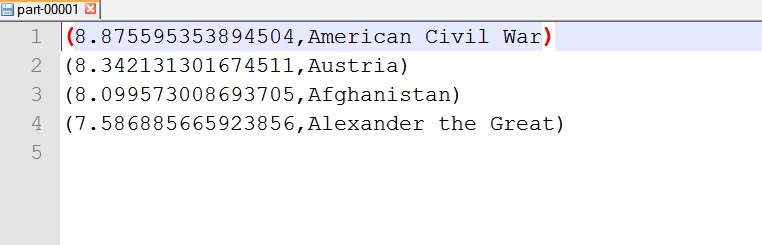 part-00001
1 (8.875595353894504,American Civil War)
2 (8.342131301674511,Austria)
3 (8.099573008693705,Afghanistan)
4 (7.586885665923856,Alexander the Great)
5